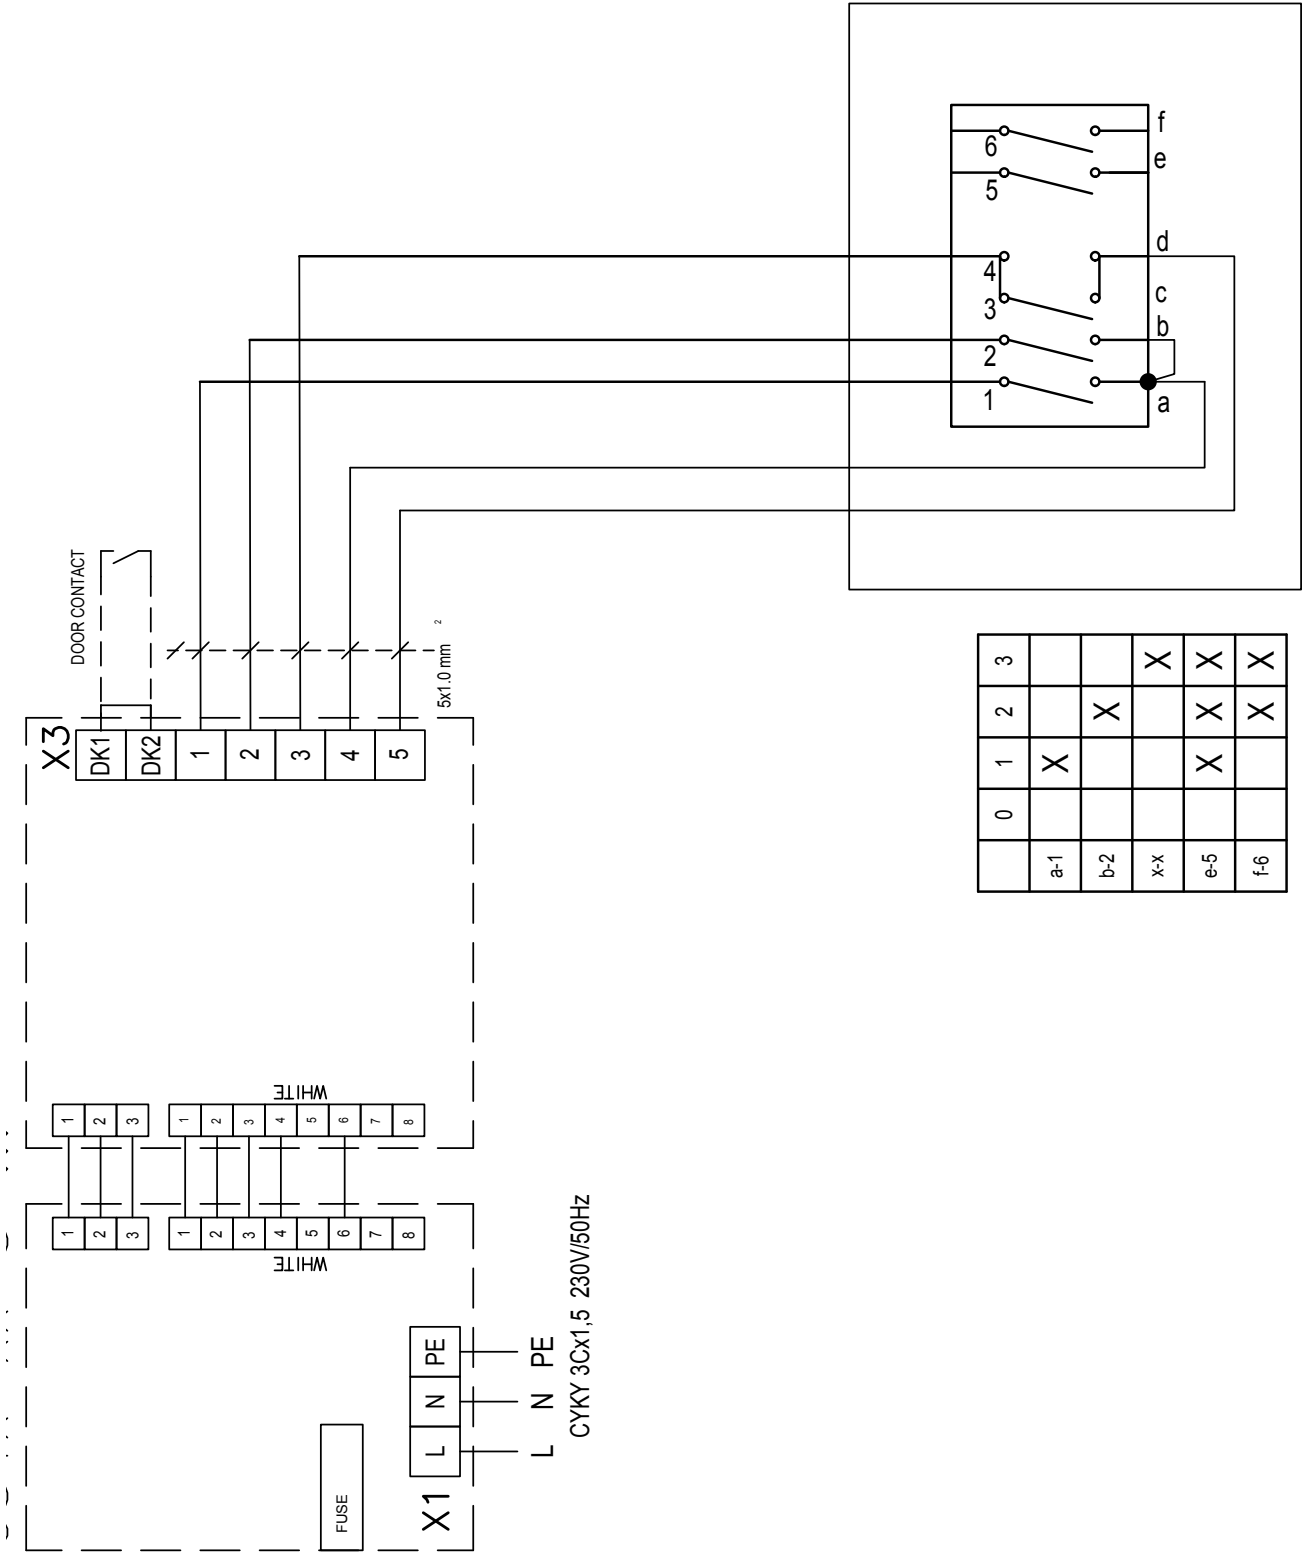 f
6
e
5
d
4
c
3
b
2
a
1
DOOR CONTACT
5x1.0 mm 2
X3
DK1
DK2
1
2
3
4
5
0 1 2 3
a-1 X
b-2 X
x-x X
e-5 X X X
f-6 X X
WHITE
1 2 3
1 2 3 4 5 6 7 8
1 2 3
1 2 3 4 5 6 7 8
WHITE
FUSE
X1
L N PE
L N PE
CYKY 3Cx1,5 230V/50Hz